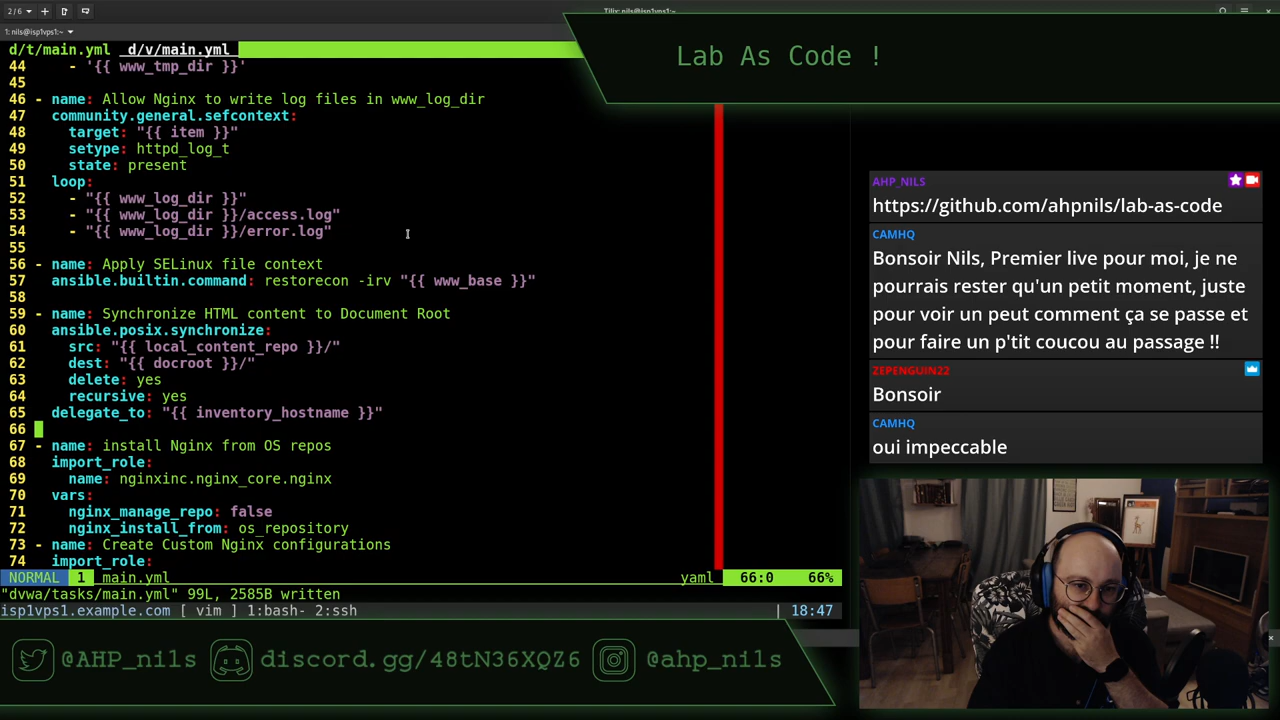 2/6
Tilix: nils@isp1vps1:~
1: nils@isp1vps1:~
d/t/main.yml  d/v/main.yml
44      - '{{ www_tmp_dir }}'
45
46 - name: Allow Nginx to write log files in www_log_dir
47   community.general.sefcontext:
48     target: "{{ item }}"
49     setype: httpd_log_t
50     state: present
51   loop:
52     - "{{ www_log_dir }}"
53     - "{{ www_log_dir }}/access.log"
54     - "{{ www_log_dir }}/error.log"
55
56 - name: Apply SELinux file context
57   ansible.builtin.command: restorecon -irv "{{ www_base }}"
58
59 - name: Synchronize HTML content to Document Root
60   ansible.posix.synchronize:
61     src: "{{ local_content_repo }}/"
62     dest: "{{ docroot }}/"
63     delete: yes
64     recursive: yes
65   delegate_to: "{{ inventory_hostname }}"
66
67 - name: install Nginx from OS repos
68   import_role:
69     name: nginxinc.nginx_core.nginx
70   vars:
71     nginx_manage_repo: false
72     nginx_install_from: os_repository
73 - name: Create Custom Nginx configurations
74   import_role:
NORMAL 1 main.yml yaml 66:0 66%
"dvwa/tasks/main.yml" 99L, 2585B written
isp1vps1.example.com [ vim ] 1:bash- 2:ssh | 18:47
Lab As Code !
AHP_NILS
https://github.com/ahpnils/lab-as-code
CAMHQ
Bonsoir Nils, Premier live pour moi, je ne
pourrais rester qu'un petit moment, juste
pour voir un peut comment ça se passe et
pour faire un p'tit coucou au passage !!
ZEPENGUIN22
Bonsoir
CAMHQ
oui impeccable
@AHP_nils discord.gg/48tN36XQZ6 @ahp_nils